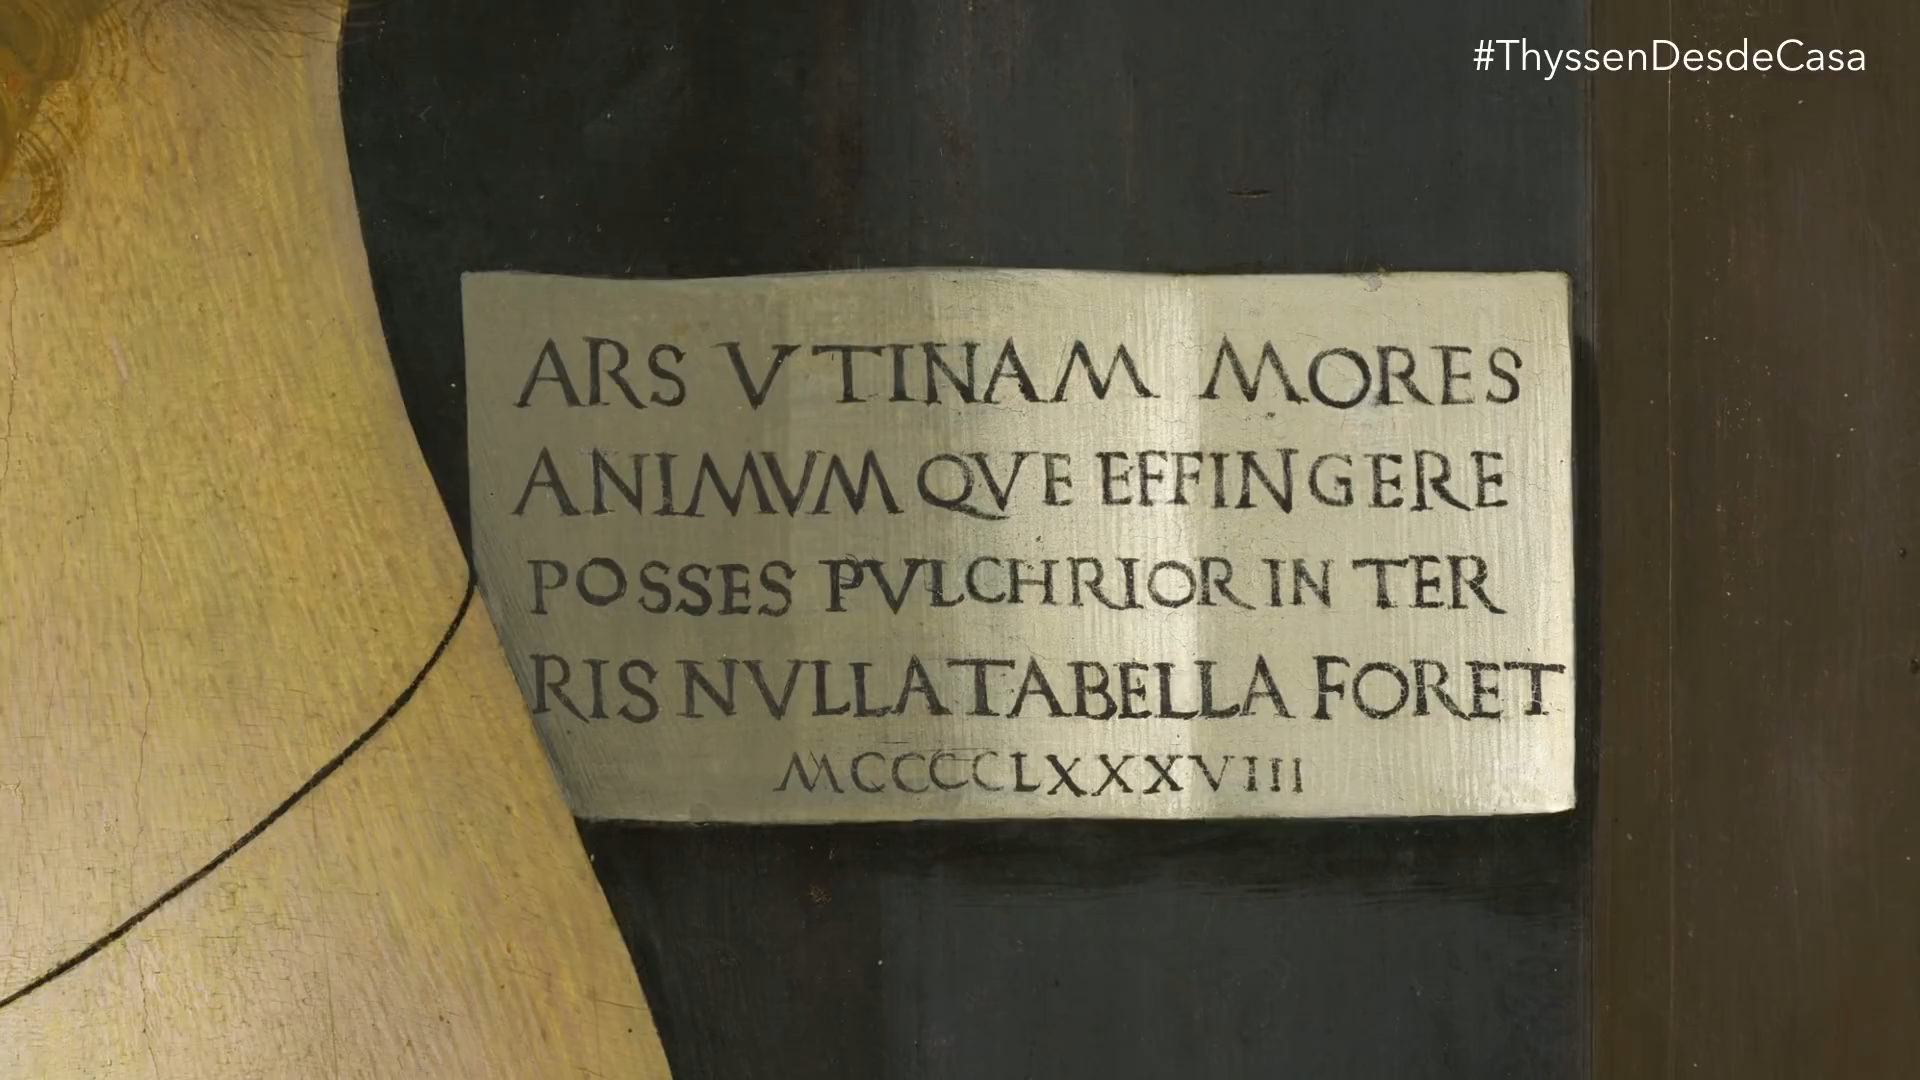 #ThyssenDesdeCasa
ARS VTINAM MORES
ANIMVM QVE EFFINGERE
POSSES PVLCHRIOR IN TER
RIS NVLLA TABELLA FORET
MCCCCLXXXVIII